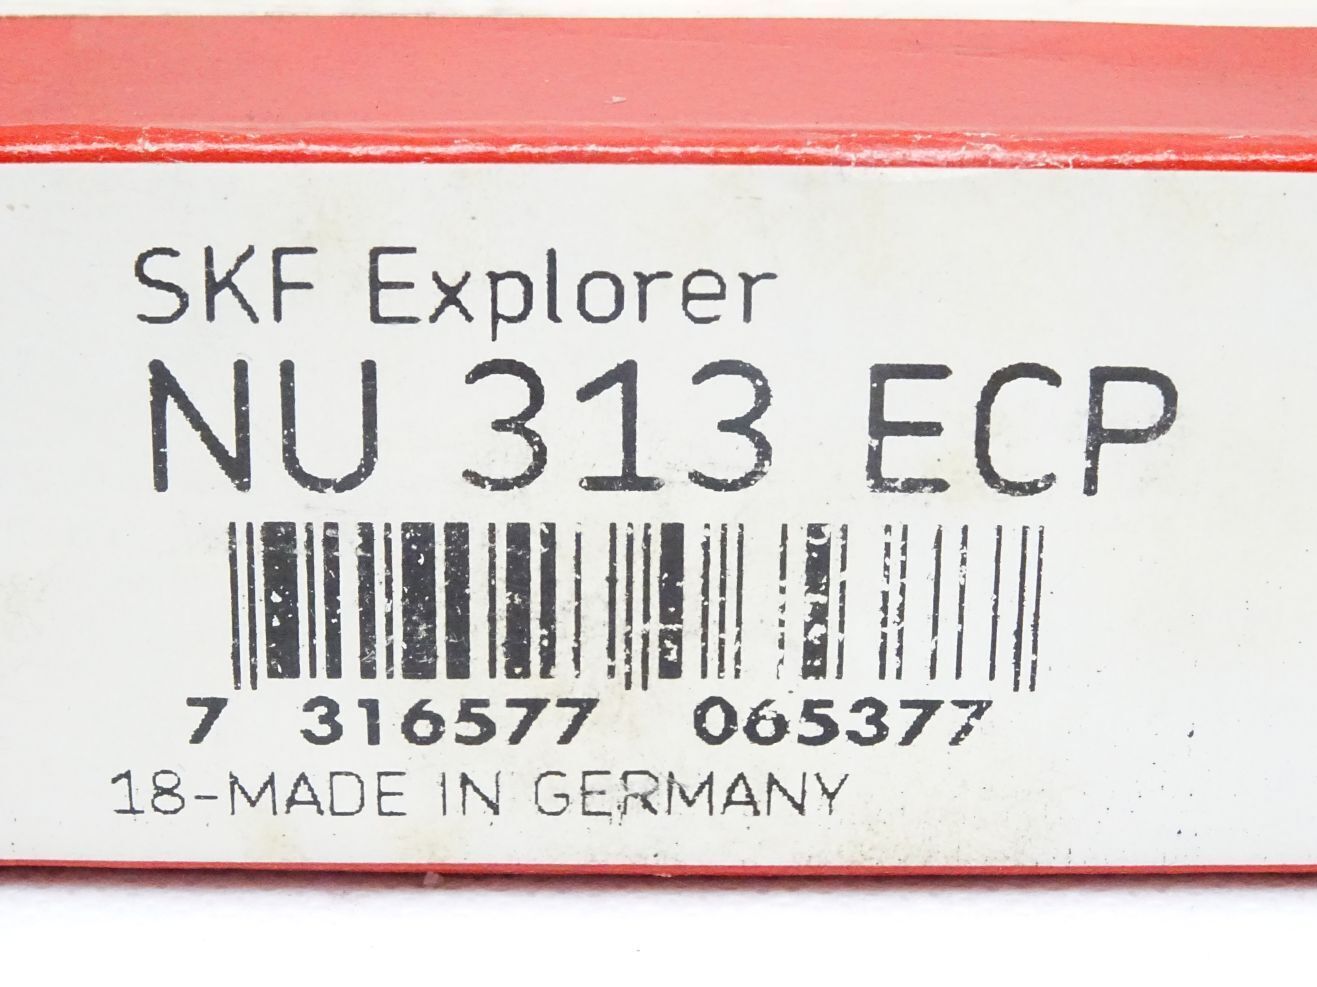 SKF Explorer
NU 313 ECP
7 316577 065377
18-MADE IN GERMANY